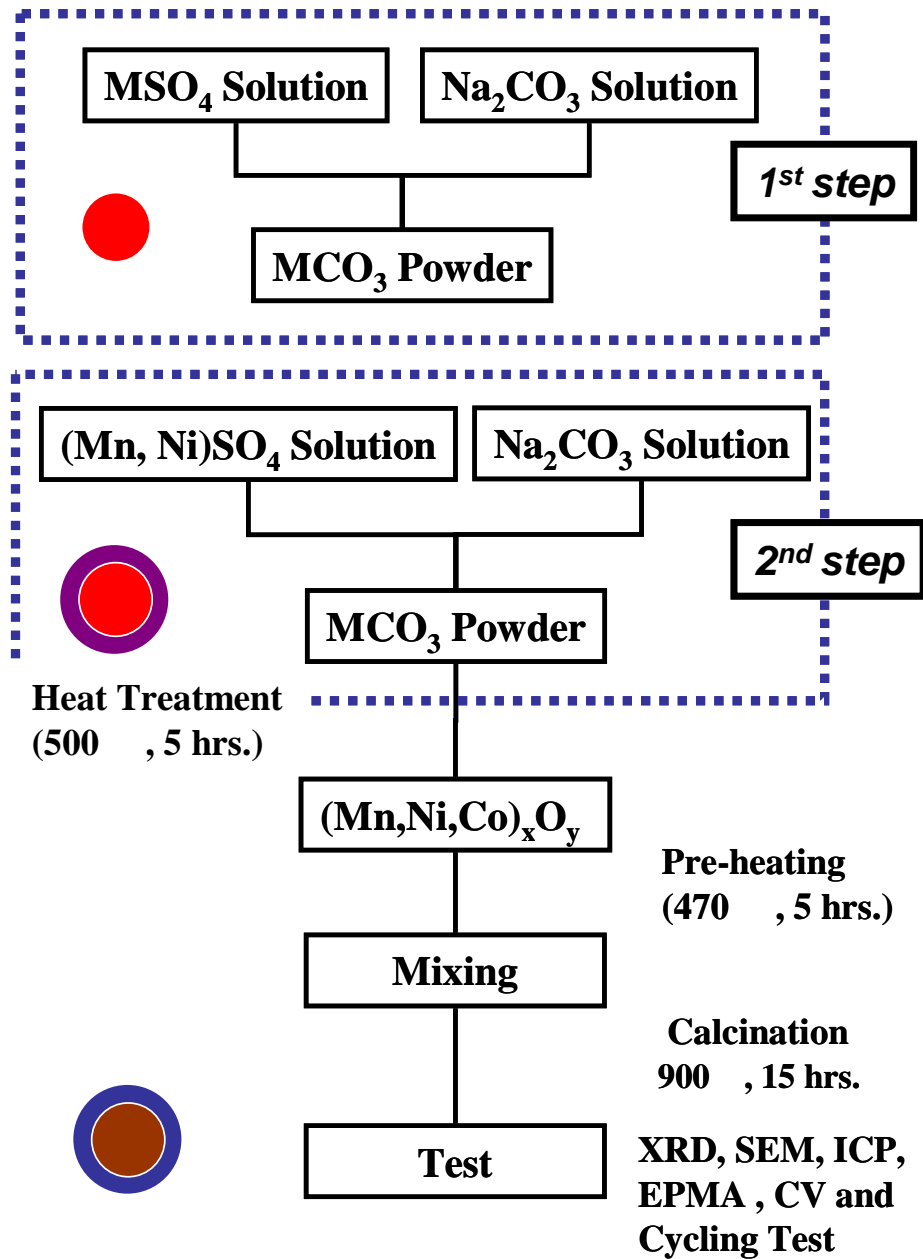 MSO₄ Solution
Na₂CO₃ Solution
1ˢᵗ step
MCO₃ Powder
(Mn, Ni)SO₄ Solution
Na₂CO₃ Solution
2ⁿᵈ step
MCO₃ Powder
Heat Treatment
(500 , 5 hrs.)
(Mn,Ni,Co)ₓOᵧ
Pre-heating
(470 , 5 hrs.)
Mixing
Calcination
900 , 15 hrs.
Test
XRD, SEM, ICP,
EPMA , CV and
Cycling Test